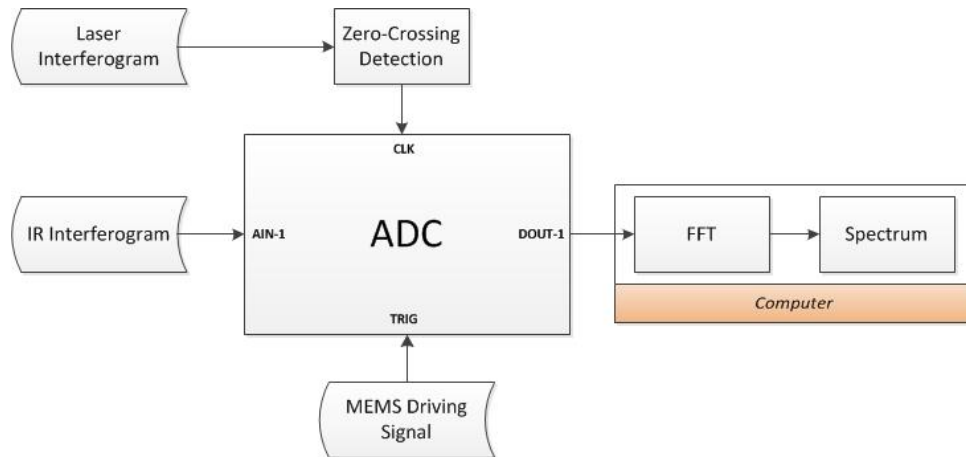 Laser
Interferogram
Zero-Crossing
Detection
CLK
IR Interferogram
AIN-1
ADC
DOUT-1
FFT
Spectrum
Computer
TRIG
MEMS Driving
Signal